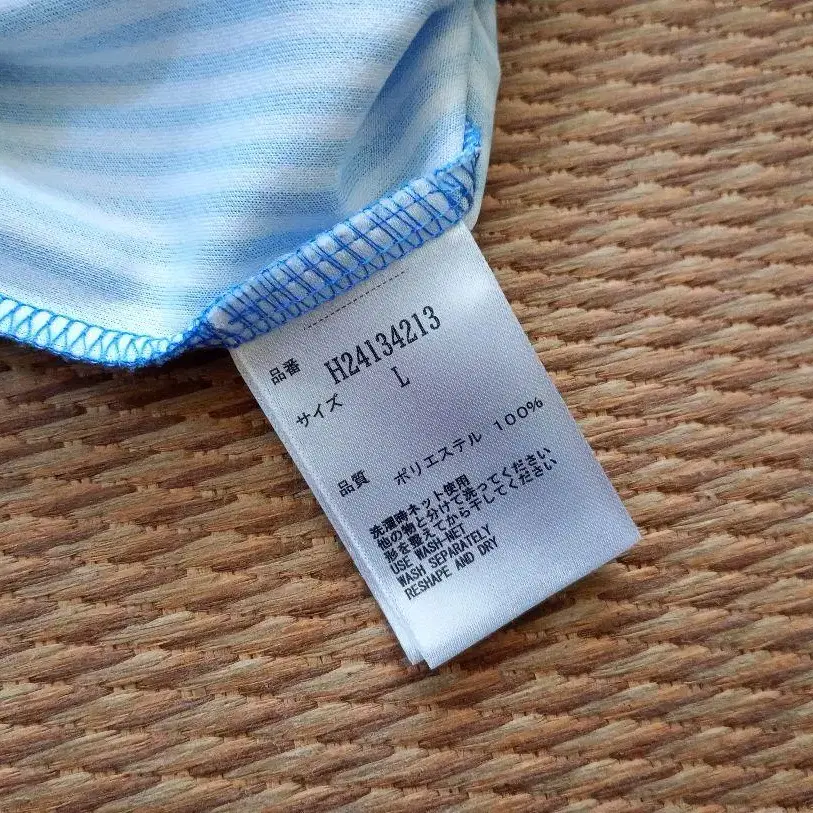 品番 H24134213
サイズ L
品質 ポリエステル 100%
洗濯時ネット使用
他の物と分けて洗ってください
形を整えてから干してください
USE WASH-NET
WASH SEPARATELY
RESHAPE AND DRY